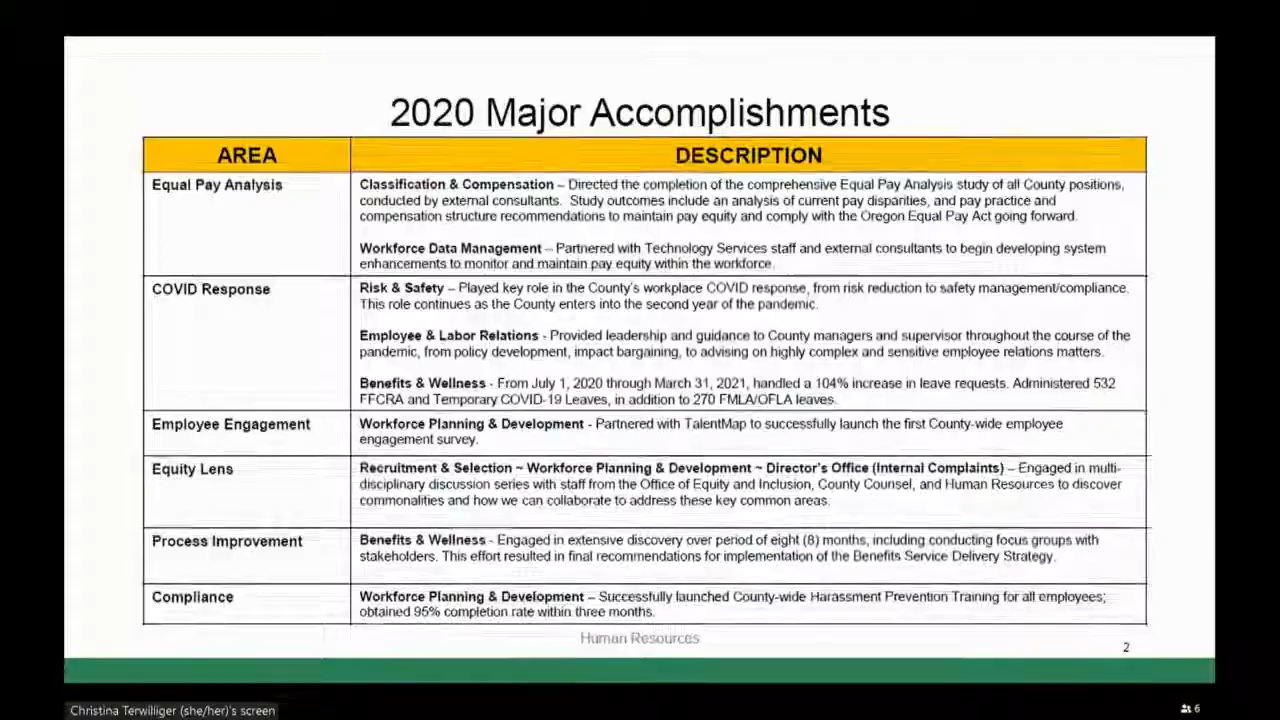 2020 Major Accomplishments
AREA
DESCRIPTION
Equal Pay Analysis
Classification & Compensation – Directed the completion of the comprehensive Equal Pay Analysis study of all County positions,
conducted by external consultants. Study outcomes include an analysis of current pay disparities, and pay practice and
compensation structure recommendations to maintain pay equity and comply with the Oregon Equal Pay Act going forward.
Workforce Data Management – Partnered with Technology Services staff and external consultants to begin developing system
enhancements to monitor and maintain pay equity within the workforce.
COVID Response
Risk & Safety – Played key role in the County's workplace COVID response, from risk reduction to safety management/compliance.
This role continues as the County enters into the second year of the pandemic.
Employee & Labor Relations - Provided leadership and guidance to County managers and supervisor throughout the course of the
pandemic, from policy development, impact bargaining, to advising on highly complex and sensitive employee relations matters.
Benefits & Wellness - From July 1, 2020 through March 31, 2021, handled a 104% increase in leave requests. Administered 532
FFCRA and Temporary COVID-19 Leaves, in addition to 270 FMLA/OFLA leaves.
Employee Engagement
Workforce Planning & Development - Partnered with TalentMap to successfully launch the first County-wide employee
engagement survey.
Equity Lens
Recruitment & Selection ~ Workforce Planning & Development ~ Director's Office (Internal Complaints) – Engaged in multi-
disciplinary discussion series with staff from the Office of Equity and Inclusion, County Counsel, and Human Resources to discover
commonalities and how we can collaborate to address these key common areas.
Process Improvement
Benefits & Wellness - Engaged in extensive discovery over period of eight (8) months, including conducting focus groups with
stakeholders. This effort resulted in final recommendations for implementation of the Benefits Service Delivery Strategy.
Compliance
Workforce Planning & Development – Successfully launched County-wide Harassment Prevention Training for all employees;
obtained 95% completion rate within three months.
Human Resources
2
Christina Terwilliger (she/her)'s screen
6